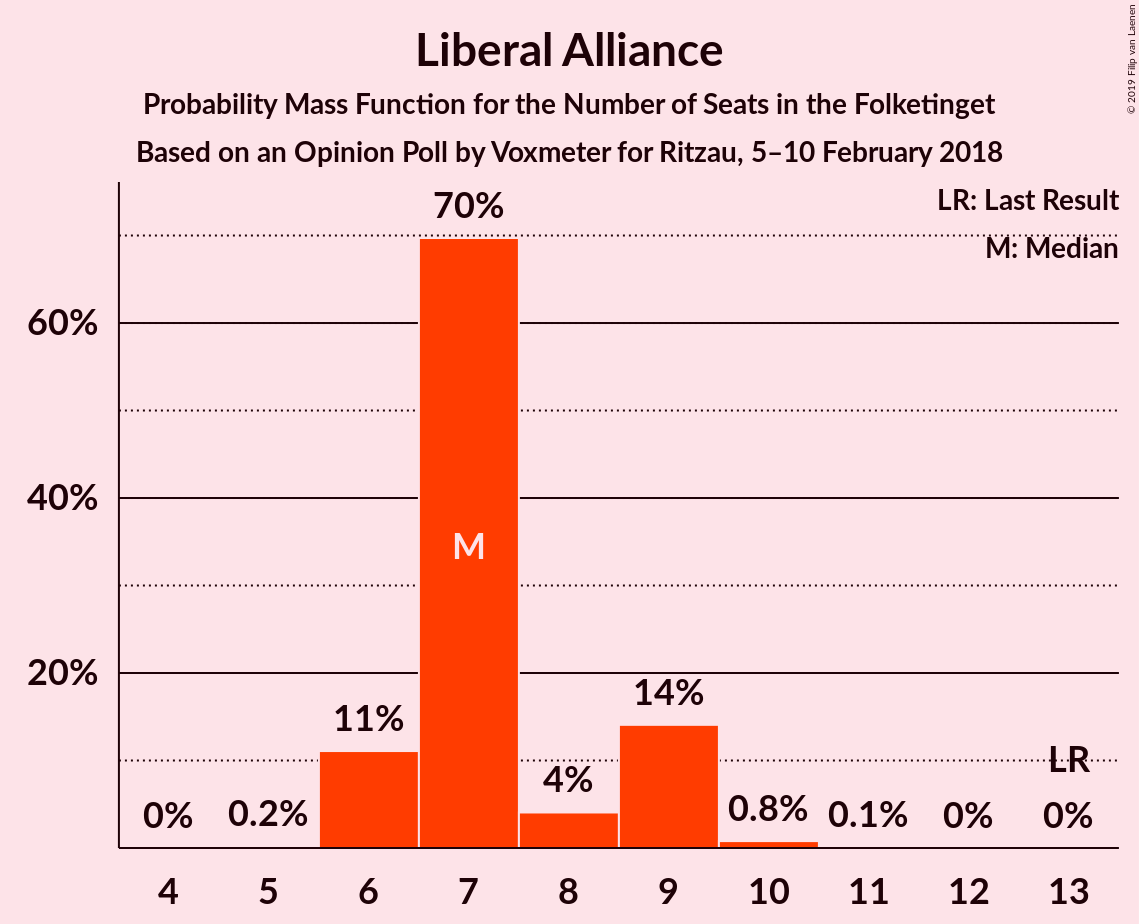 Liberal Alliance
Probability Mass Function for the Number of Seats in the Folketinget
Based on an Opinion Poll by Voxmeter for Ritzau, 5–10 February 2018
© 2019 Filip van Laenen
LR: Last Result
M: Median
70%
60%
40%
M
20%
14%
11%
LR
4%
0%
0.2%
0.8%
0.1%
0%
0%
4
5
6
7
8
9
10
11
12
13